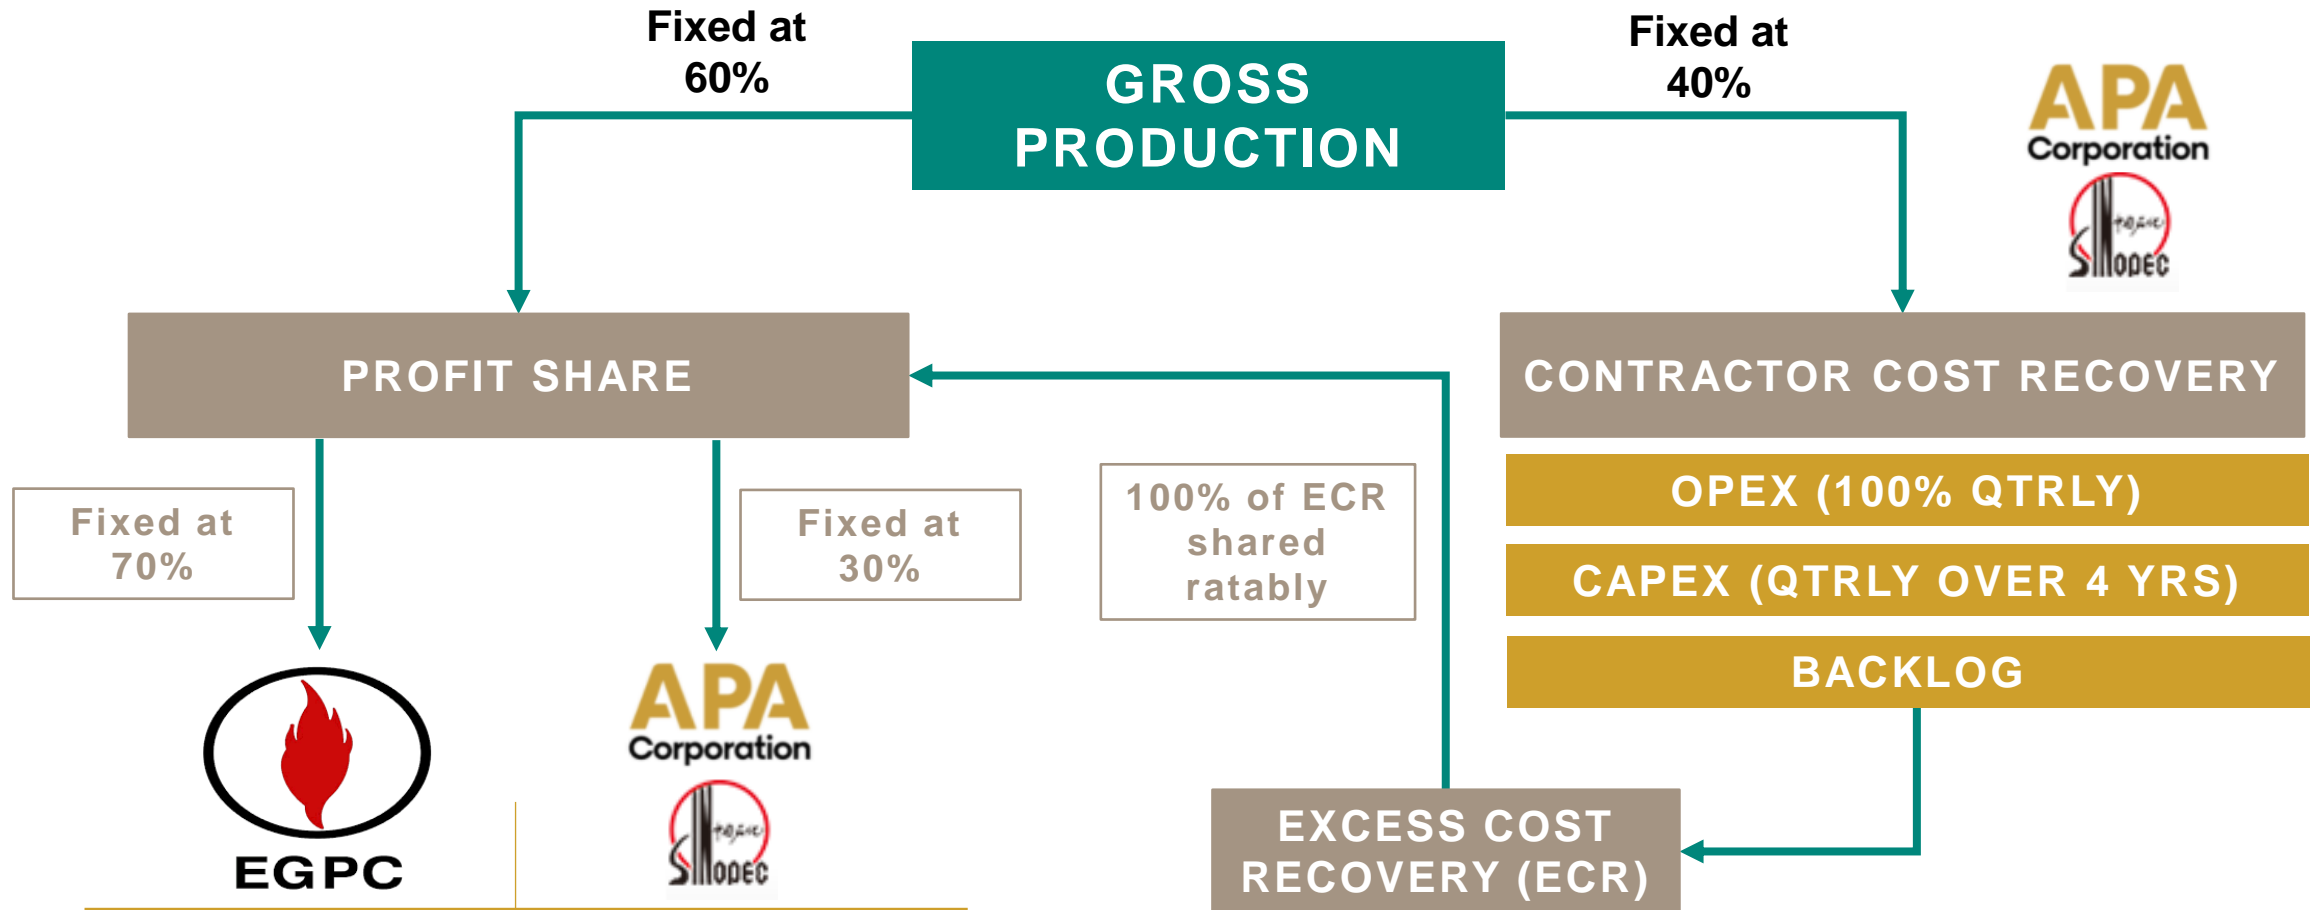 Fixed at
60%
GROSS
PRODUCTION
Fixed at
40%
APA
Corporation
SINOPEC
PROFIT SHARE
CONTRACTOR COST RECOVERY
Fixed at
70%
Fixed at
30%
100% of ECR
shared
ratably
OPEX (100% QTRLY)
CAPEX (QTRLY OVER 4 YRS)
BACKLOG
EGPC
APA
Corporation
SINOPEC
EXCESS COST
RECOVERY (ECR)